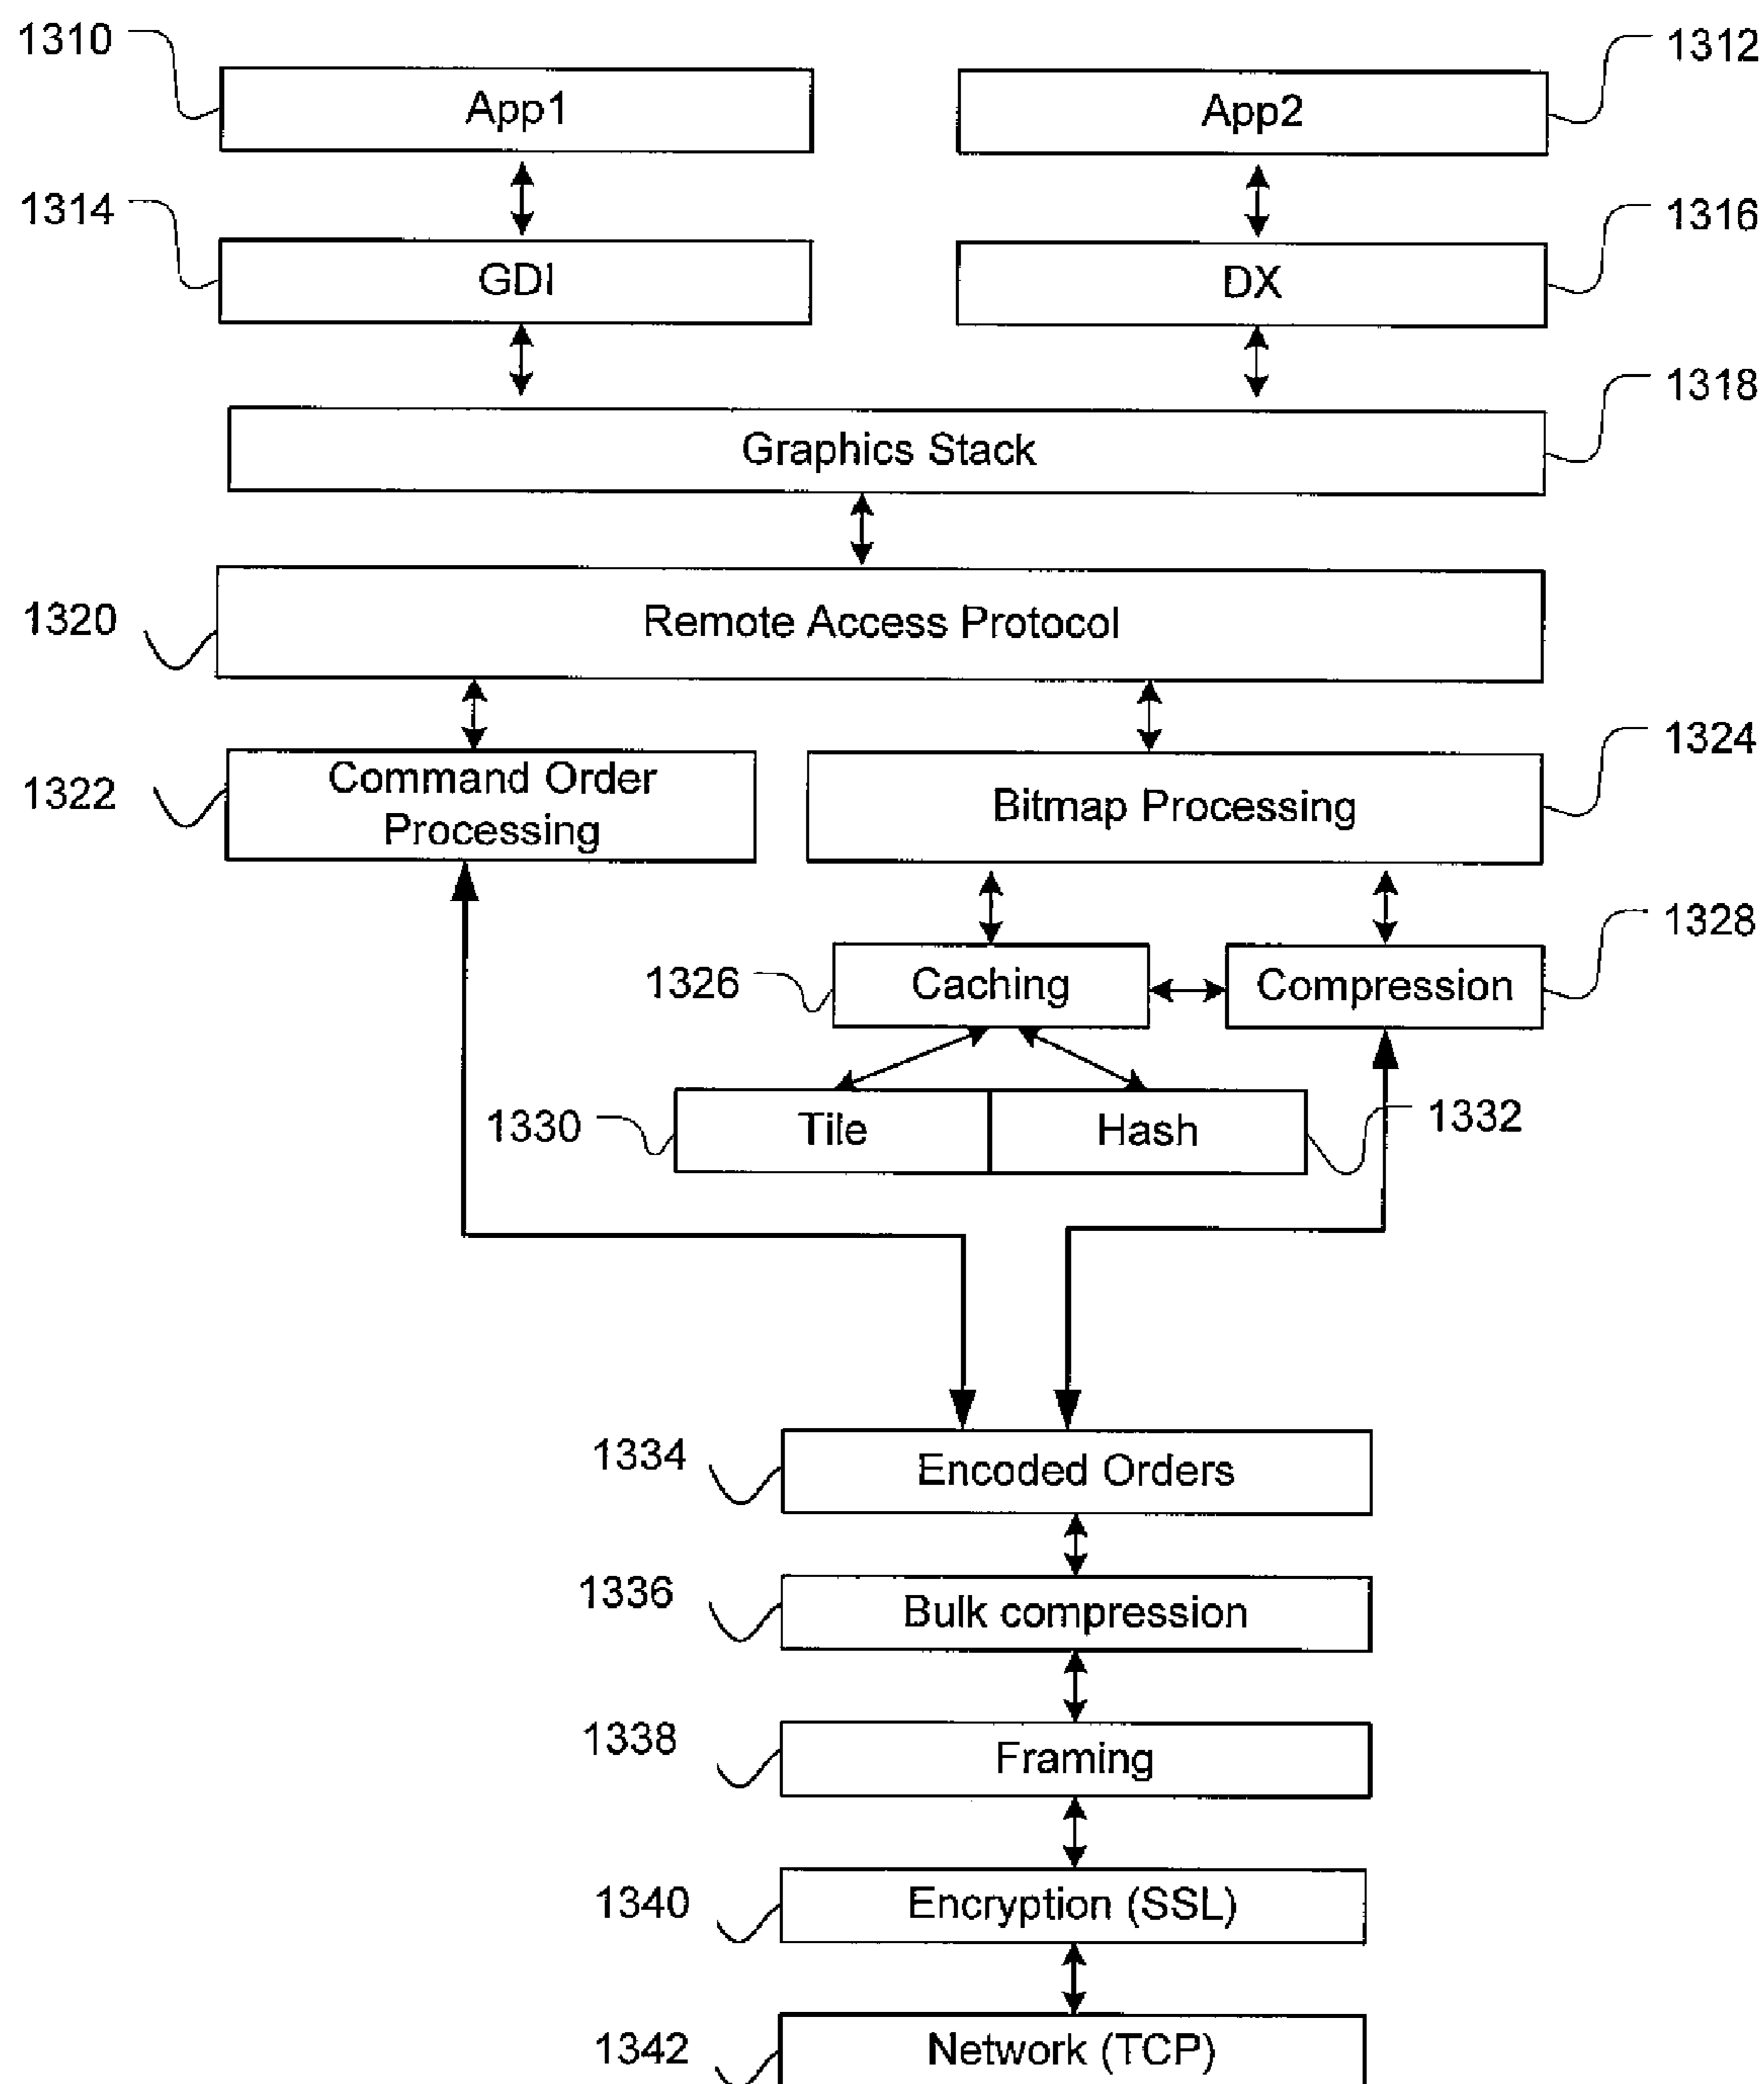 1310
App1
App2
1312
1314
GDI
DX
1316
Graphics Stack
1318
1320
Remote Access Protocol
1322
Command Order
Processing
Bitmap Processing
1324
1326
Caching
Compression
1328
1330
Tile
Hash
1332
1334
Encoded Orders
1336
Bulk compression
1338
Framing
1340
Encryption (SSL)
1342
Network (TCP)